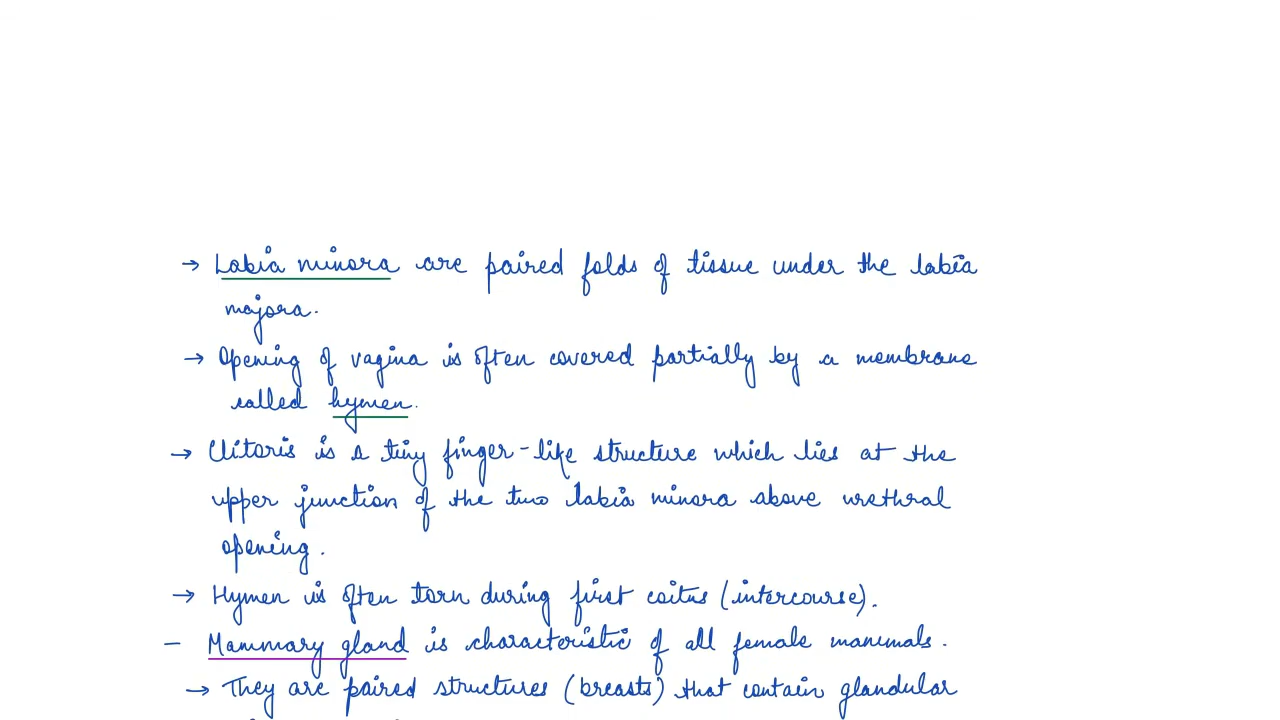 → Labia minora are paired folds of tissue under the labia
majora.
→ Opening of vagina is often covered partially by a membrane
called hymen.
→ Clitoris is a tiny finger-like structure which lies at the
upper junction of the two labia minora above urethral
opening.
→ Hymen is often torn during first coitus (intercourse).
- Mammary gland is characteristic of all female mammals.
→ They are paired structures (breasts) that contain glandular